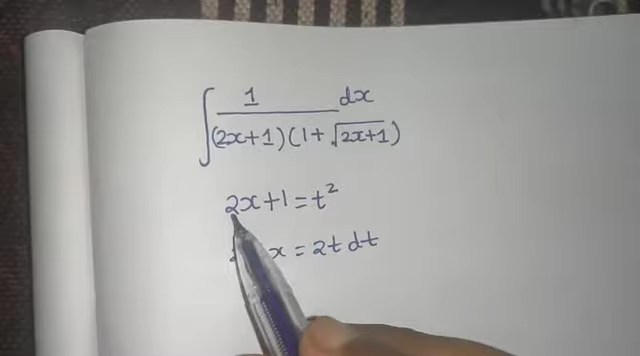 ∫ 1/((2x+1)(1+√(2x+1))) dx
2x+1=t²
x = 2t dt